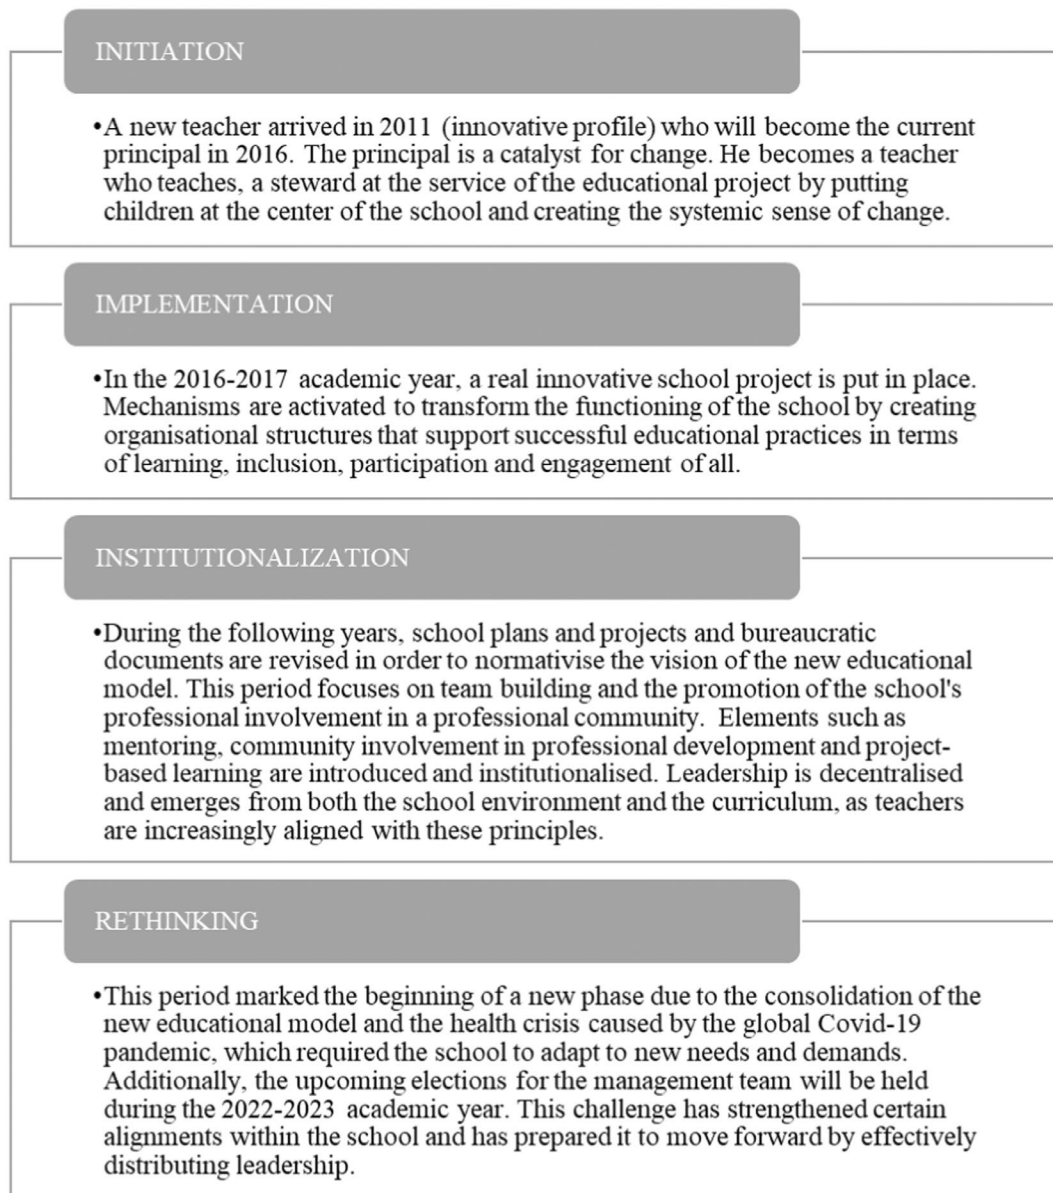 INITIATION
•A new teacher arrived in 2011 (innovative profile) who will become the current
principal in 2016. The principal is a catalyst for change. He becomes a teacher
who teaches, a steward at the service of the educational project by putting
children at the center of the school and creating the systemic sense of change.
IMPLEMENTATION
•In the 2016-2017 academic year, a real innovative school project is put in place.
Mechanisms are activated to transform the functioning of the school by creating
organisational structures that support successful educational practices in terms
of learning, inclusion, participation and engagement of all.
INSTITUTIONALIZATION
•During the following years, school plans and projects and bureaucratic
documents are revised in order to normativise the vision of the new educational
model. This period focuses on team building and the promotion of the school's
professional involvement in a professional community. Elements such as
mentoring, community involvement in professional development and project-
based learning are introduced and institutionalised. Leadership is decentralised
and emerges from both the school environment and the curriculum, as teachers
are increasingly aligned with these principles.
RETHINKING
•This period marked the beginning of a new phase due to the consolidation of the
new educational model and the health crisis caused by the global Covid-19
pandemic, which required the school to adapt to new needs and demands.
Additionally, the upcoming elections for the management team will be held
during the 2022-2023 academic year. This challenge has strengthened certain
alignments within the school and has prepared it to move forward by effectively
distributing leadership.